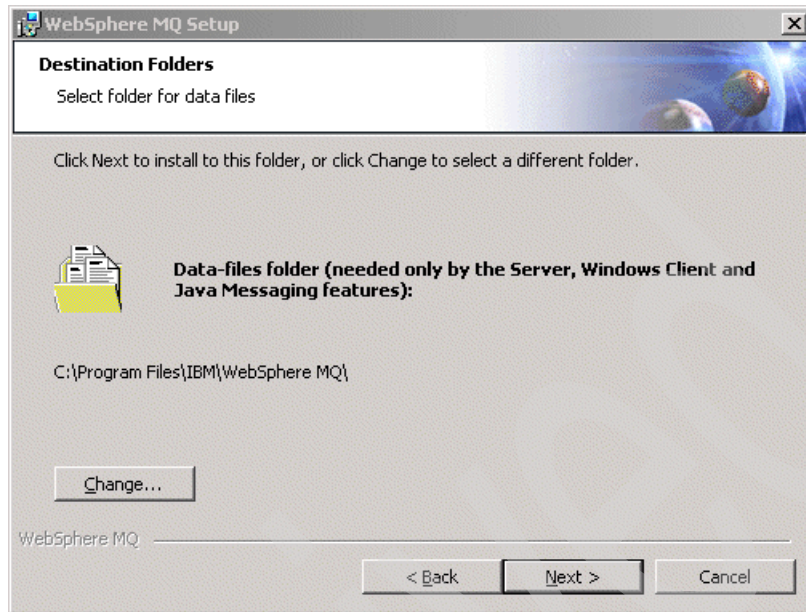 WebSphere MQ Setup
Destination Folders
Select folder for data files
Click Next to install to this folder, or click Change to select a different folder.
Data-files folder (needed only by the Server, Windows Client and
Java Messaging features):
C:\Program Files\IBM\WebSphere MQ\
Change...
WebSphere MQ
< Back
Next >
Cancel